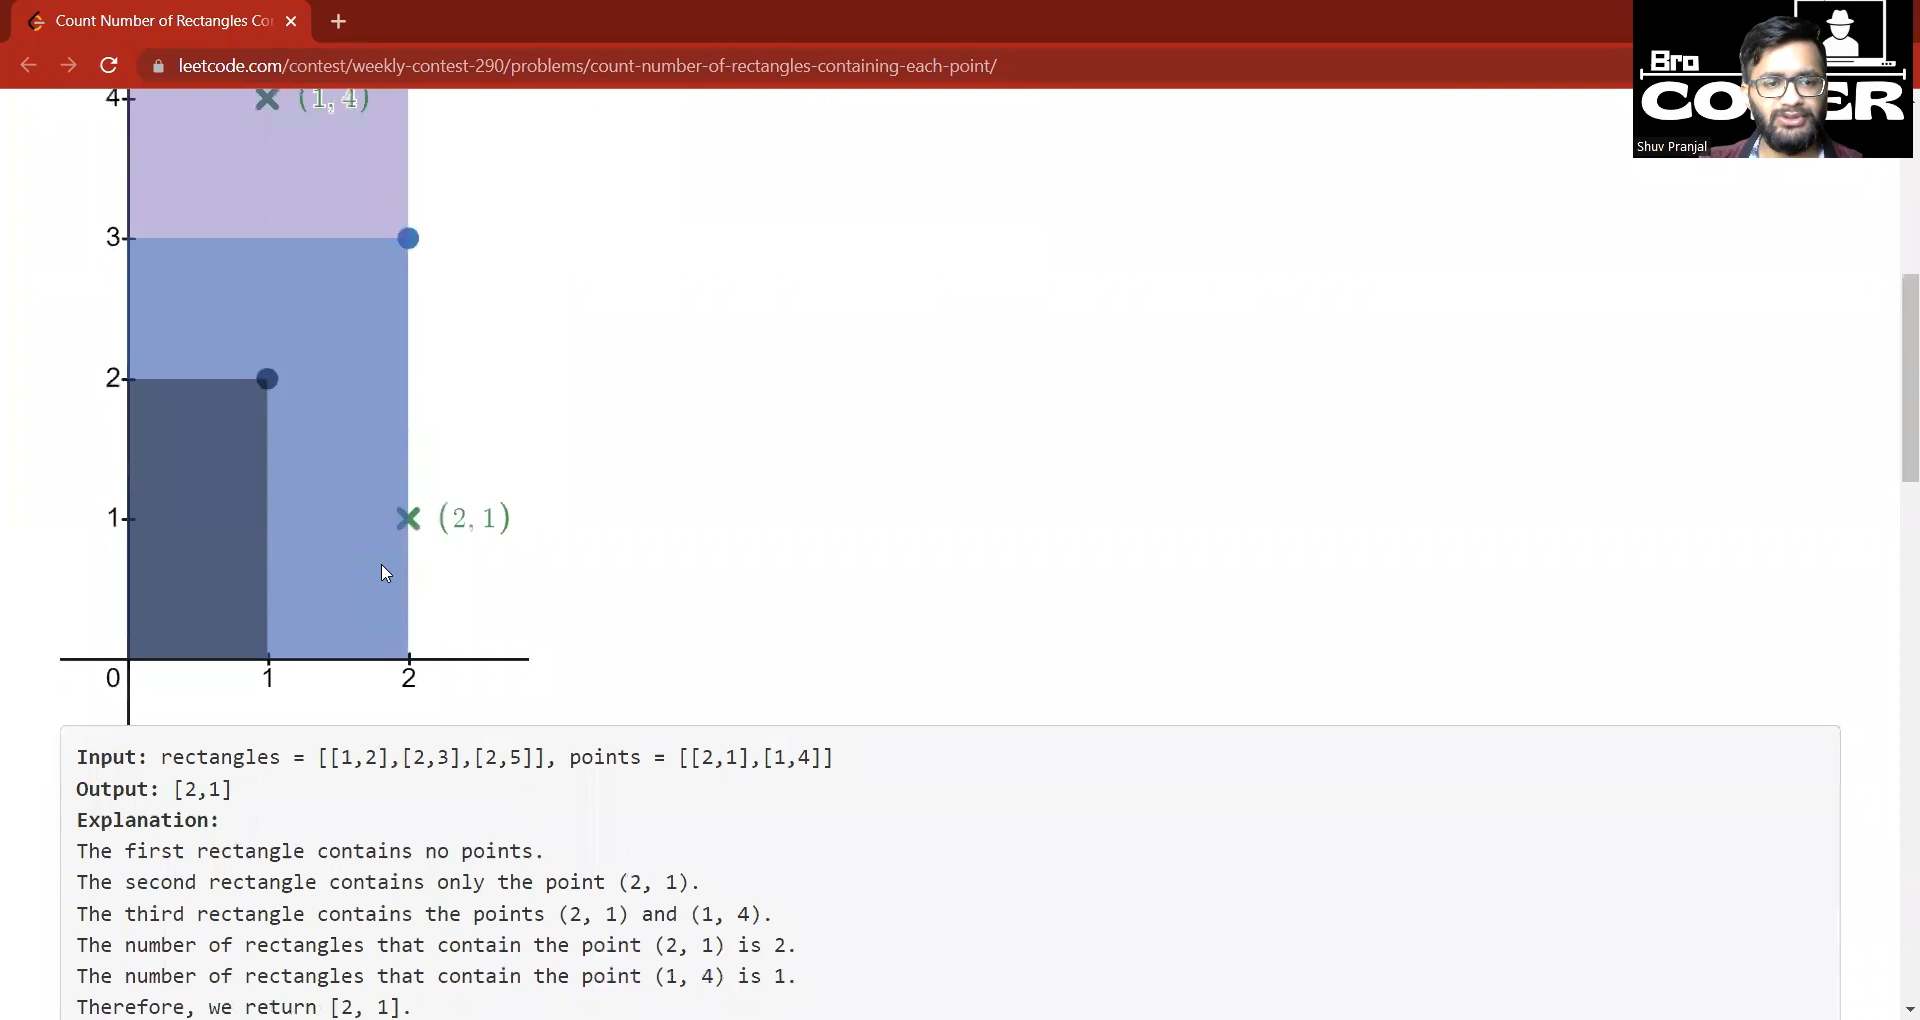 Count Number of Rectangles Co
leetcode.com/contest/weekly-contest-290/problems/count-number-of-rectangles-containing-each-point/
Bro
CODER
Shuv Pranjal
4
(1, 4)
3
2
1
(2, 1)
0
1
2
Input: rectangles = [[1,2],[2,3],[2,5]], points = [[2,1],[1,4]]
Output: [2,1]
Explanation:
The first rectangle contains no points.
The second rectangle contains only the point (2, 1).
The third rectangle contains the points (2, 1) and (1, 4).
The number of rectangles that contain the point (2, 1) is 2.
The number of rectangles that contain the point (1, 4) is 1.
Therefore, we return [2, 1].